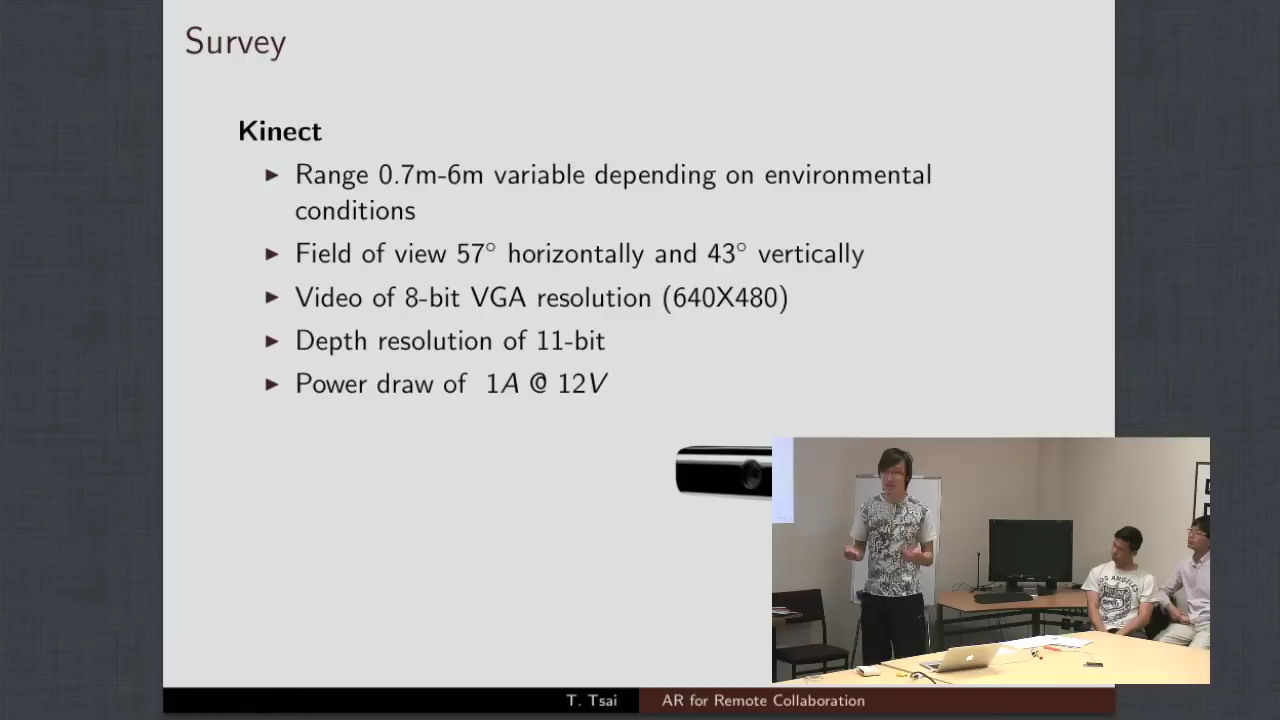 Survey
Kinect
▶ Range 0.7m-6m variable depending on environmental
conditions
▶ Field of view 57° horizontally and 43° vertically
▶ Video of 8-bit VGA resolution (640X480)
▶ Depth resolution of 11-bit
▶ Power draw of 1A @ 12V
LOS ANGELES
T. Tsai
AR for Remote Collaboration